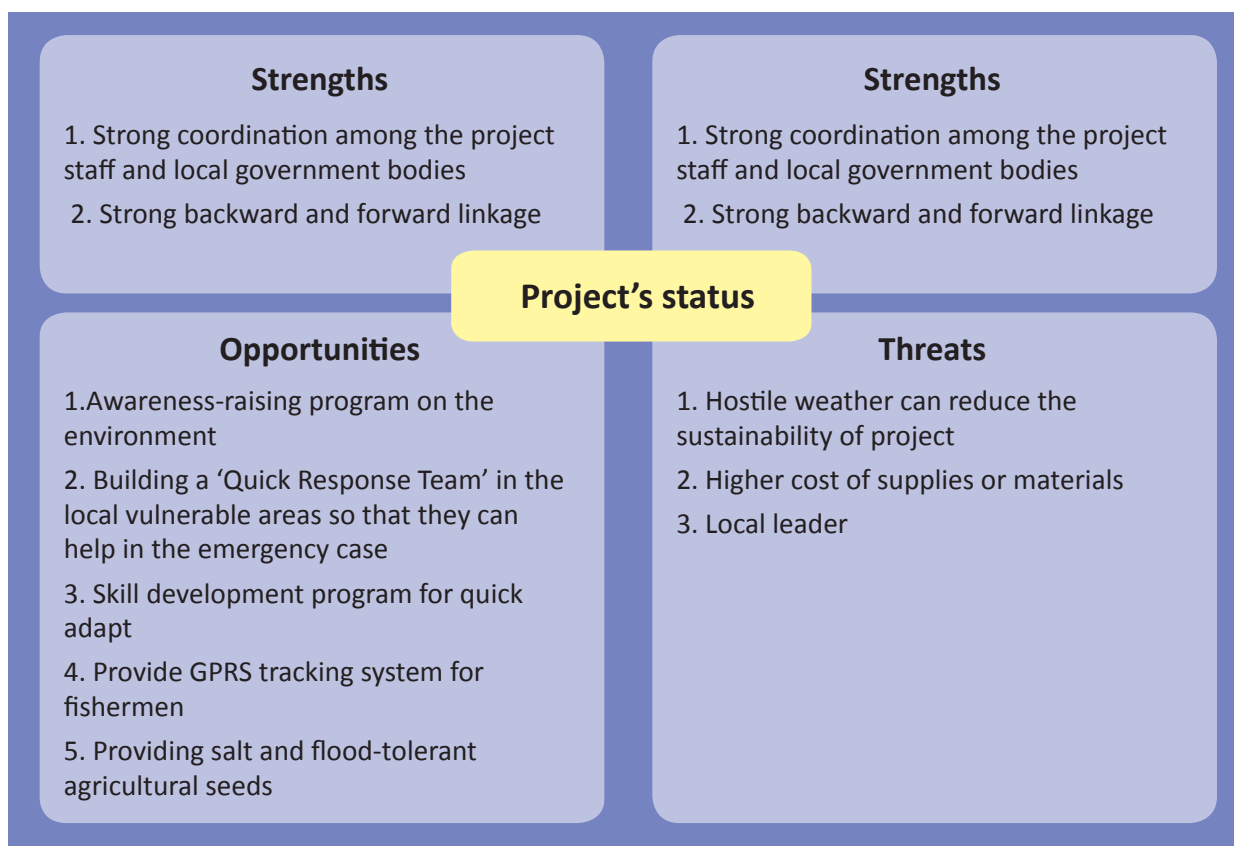 Strengths
1. Strong coordination among the project
staff and local government bodies
2. Strong backward and forward linkage
Strengths
1. Strong coordination among the project
staff and local government bodies
2. Strong backward and forward linkage
Project’s status
Opportunities
1.Awareness-raising program on the
environment
2. Building a ‘Quick Response Team’ in the
local vulnerable areas so that they can
help in the emergency case
3. Skill development program for quick
adapt
4. Provide GPRS tracking system for
fishermen
5. Providing salt and flood-tolerant
agricultural seeds
Threats
1. Hostile weather can reduce the
sustainability of project
2. Higher cost of supplies or materials
3. Local leader